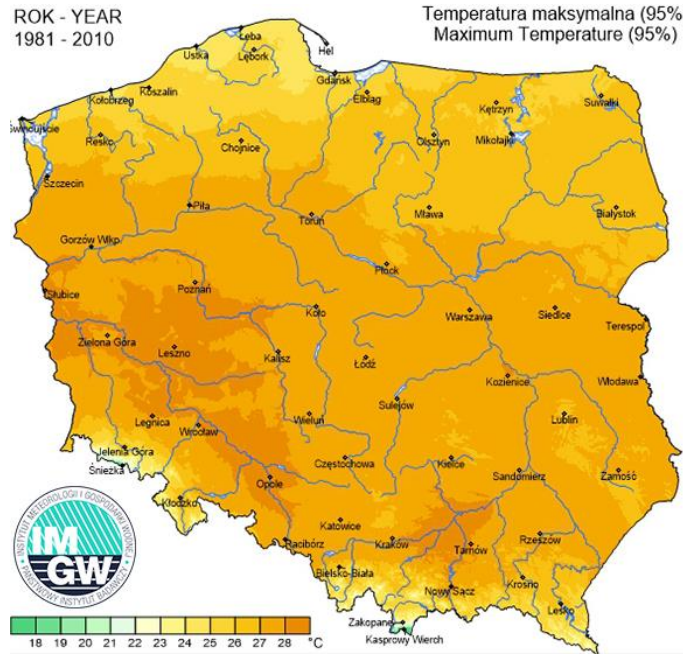 ROK - YEAR
1981 - 2010
Temperatura maksymalna (95%)
Maximum Temperature (95%)
Łeba
Hel
Ustka
Lębork
Gdańsk
Koszalin
Kołobrzeg
Elbląg
Kętrzyn
Suwałki
Świnoujście
Resko
Chojnice
Olsztyn
Mikołajki
Szczecin
Piła
Toruń
Mława
Białystok
Gorzów Wlkp.
Płock
Słubice
Poznań
Koło
Warszawa
Siedlce
Terespol
Zielona Góra
Leszno
Kalisz
Łódź
Kozienice
Włodawa
Sulejów
Legnica
Wrocław
Wieluń
Lublin
Jelenia Góra
Śnieżka
Częstochowa
Kielce
Sandomierz
Zamość
Opole
Kłodzko
Katowice
Racibórz
Kraków
Tarnów
Rzeszów
Bielsko-Biała
Nowy Sącz
Krosno
Lesko
Zakopane
Kasprowy Wierch
INSTYTUT METEOROLOGII I GOSPODARKI WODNEJ
IM
GW
PAŃSTWOWY INSTYTUT BADAWCZY
18 19 20 21 22 23 24 25 26 27 28 °C